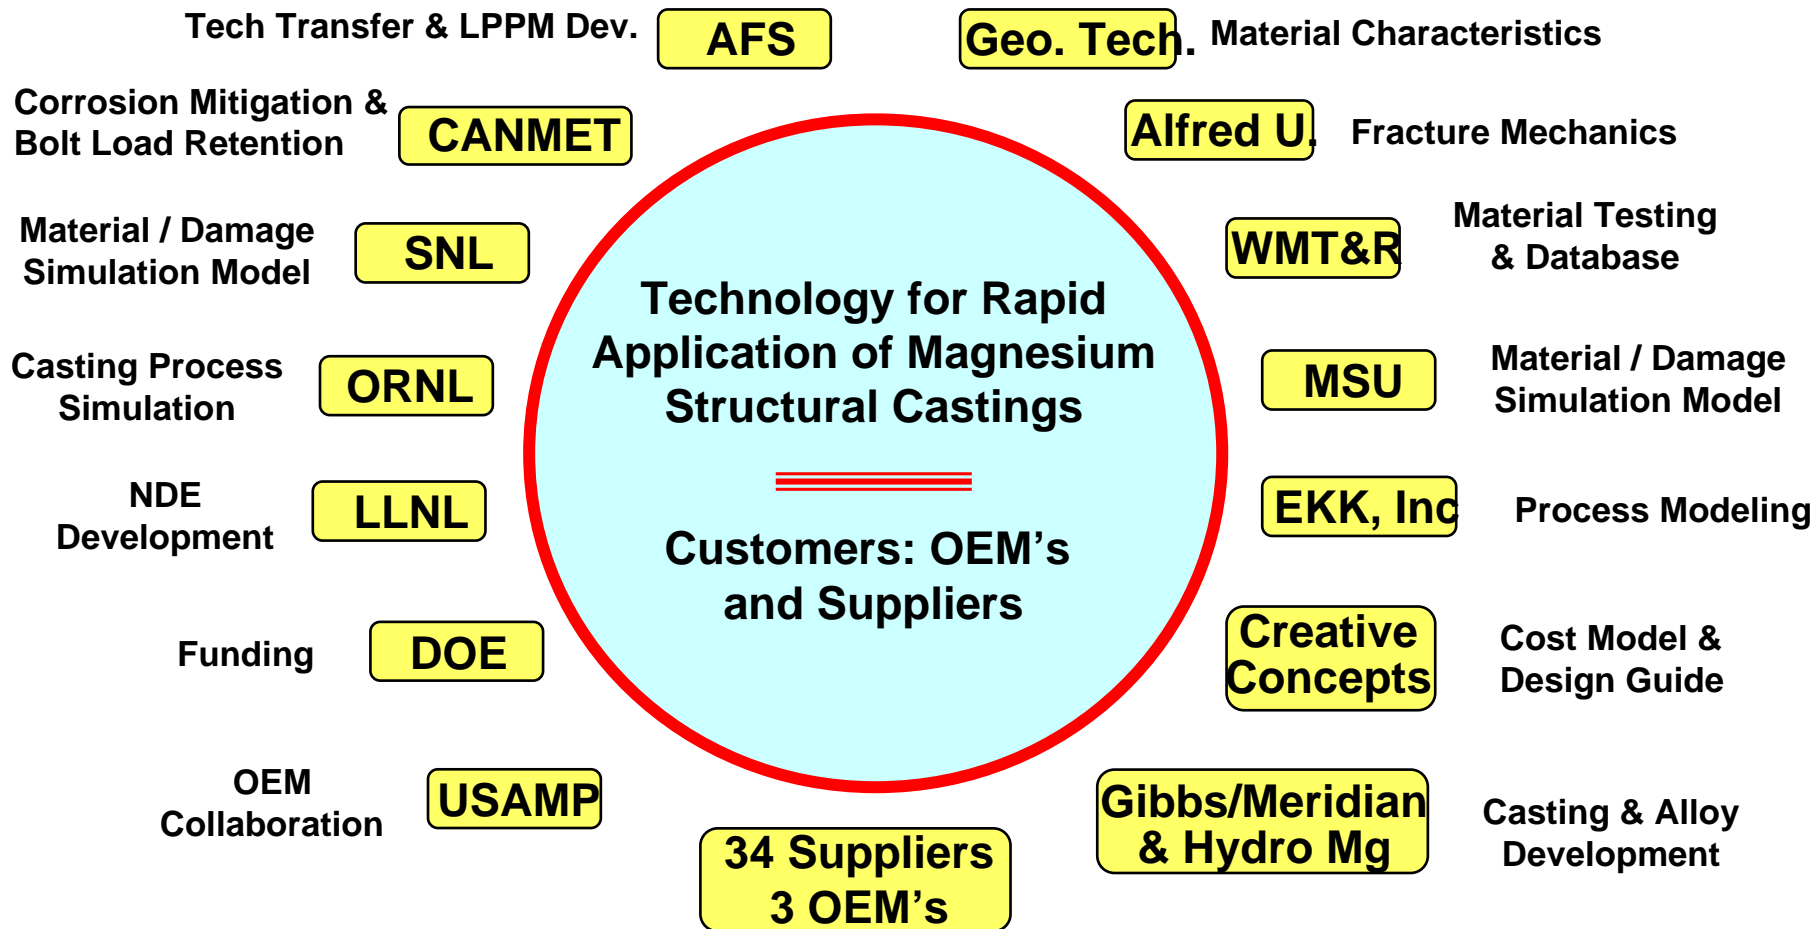 Tech Transfer & LPPM Dev.
AFS
Geo. Tech.
Material Characteristics
Corrosion Mitigation &
Bolt Load Retention
CANMET
Alfred U.
Fracture Mechanics
Material / Damage
Simulation Model
SNL
WMT&R
Material Testing
& Database
Technology for Rapid
Application of Magnesium
Structural Castings
Casting Process
Simulation
ORNL
MSU
Material / Damage
Simulation Model
NDE
Development
LLNL
EKK, Inc
Process Modeling
Customers: OEM’s
and Suppliers
Funding
DOE
Creative
Concepts
Cost Model &
Design Guide
OEM
Collaboration
USAMP
34 Suppliers
3 OEM’s
Gibbs/Meridian
& Hydro Mg
Casting & Alloy
Development